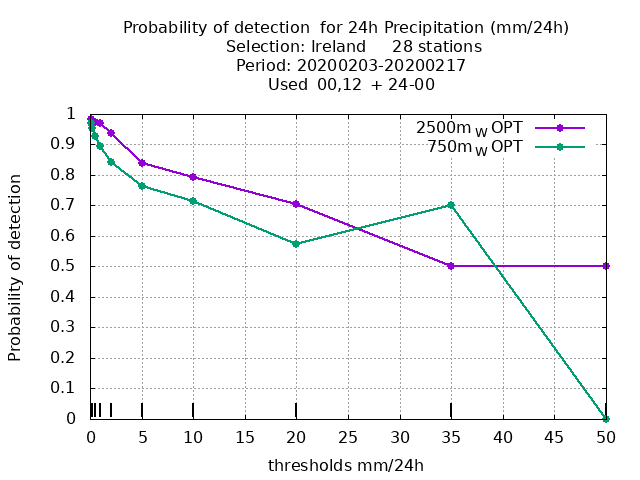 Probability of detection  for 24h Precipitation (mm/24h)
Selection: Ireland     28 stations
Period: 20200203-20200217
Used  00,12  + 24-00
2500m W OPT
750m W OPT
Probability of detection
1
0.9
0.8
0.7
0.6
0.5
0.4
0.3
0.2
0.1
0
0 5 10 15 20 25 30 35 40 45 50
thresholds mm/24h